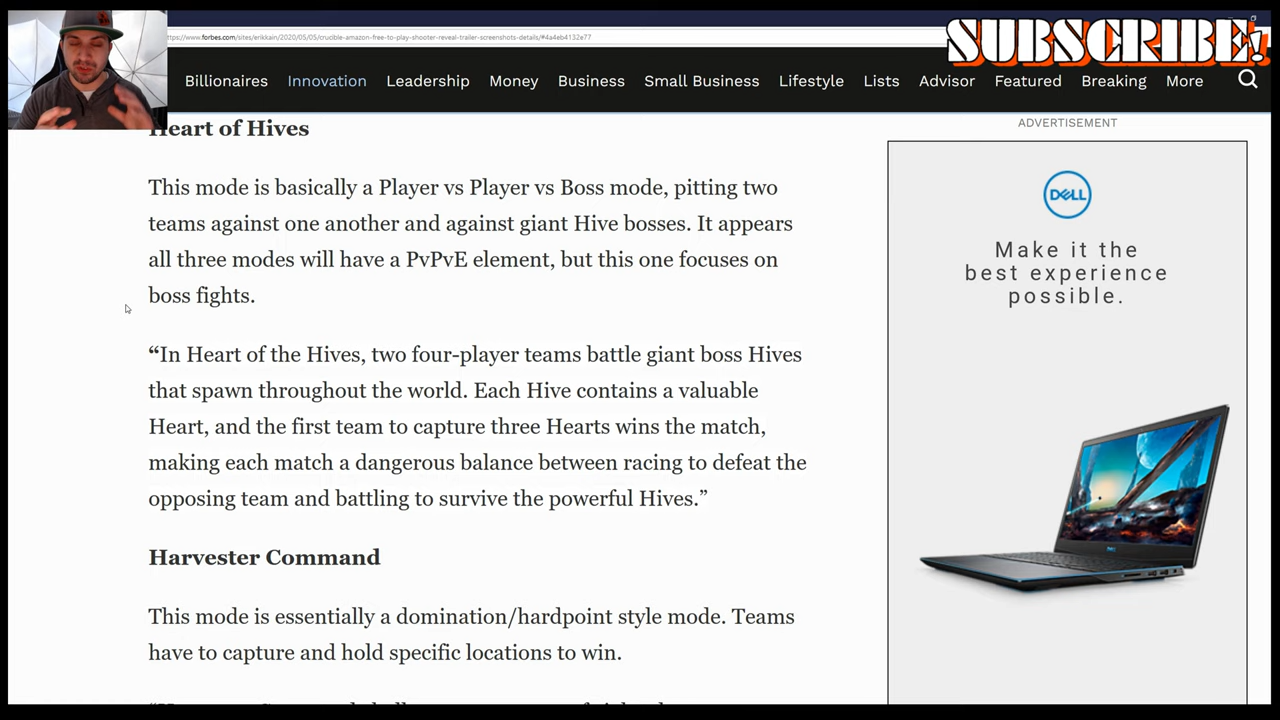 https://www.forbes.com/sites/erikkain/2020/05/05/crucible-amazon-free-to-play-shooter-reveal-trailer-screenshots-details/#4a4eb4132e77
SUBSCRIBE!
Billionaires Innovation Leadership Money Business Small Business Lifestyle Lists Advisor Featured Breaking More
Heart of Hives
This mode is basically a Player vs Player vs Boss mode, pitting two
teams against one another and against giant Hive bosses. It appears
all three modes will have a PvPvE element, but this one focuses on
boss fights.
“In Heart of the Hives, two four-player teams battle giant boss Hives
that spawn throughout the world. Each Hive contains a valuable
Heart, and the first team to capture three Hearts wins the match,
making each match a dangerous balance between racing to defeat the
opposing team and battling to survive the powerful Hives.”
Harvester Command
This mode is essentially a domination/hardpoint style mode. Teams
have to capture and hold specific locations to win.
ADVERTISEMENT
DELL
Make it the
best experience
possible.